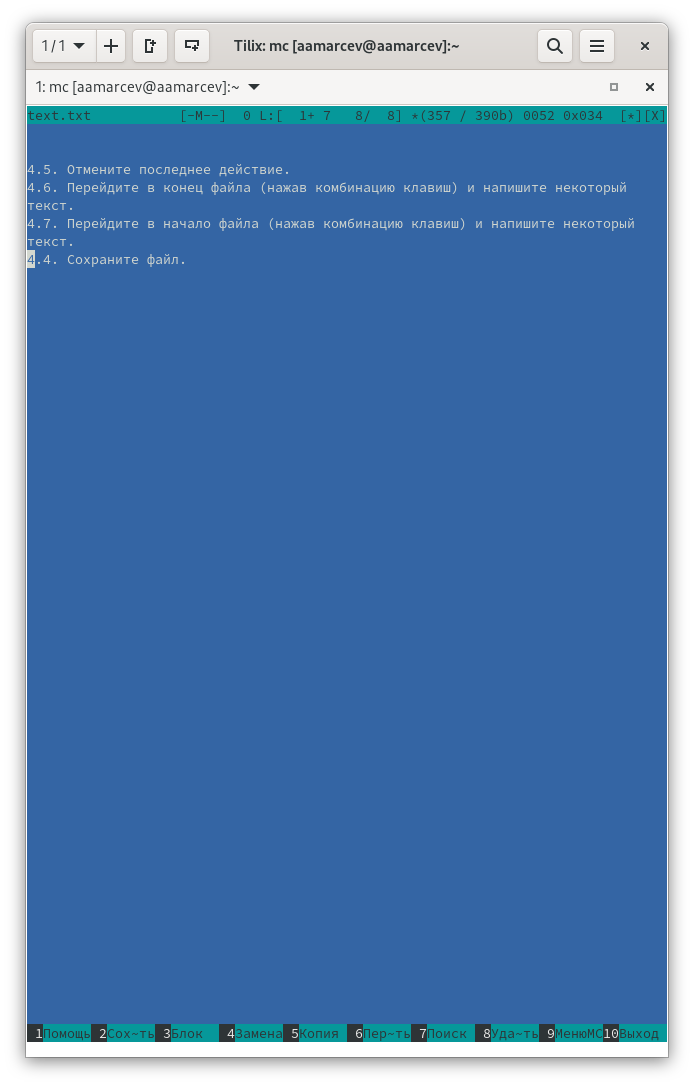 1 / 1 Tilix: mc [aamarcev@aamarcev]:~
1: mc [aamarcev@aamarcev]:~
text.txt [-M--] 0 L:[ 1+ 7 8/ 8] *(357 / 390b) 0052 0x034 [*][X]
4.5. Отмените последнее действие.
4.6. Перейдите в конец файла (нажав комбинацию клавиш) и напишите некоторый
текст.
4.7. Перейдите в начало файла (нажав комбинацию клавиш) и напишите некоторый
текст.
4.4. Сохраните файл.
1Помощь 2Сох~ть 3Блок 4Замена 5Копия 6Пер~ть 7Поиск 8Уда~ть 9МенюMC 10Выход